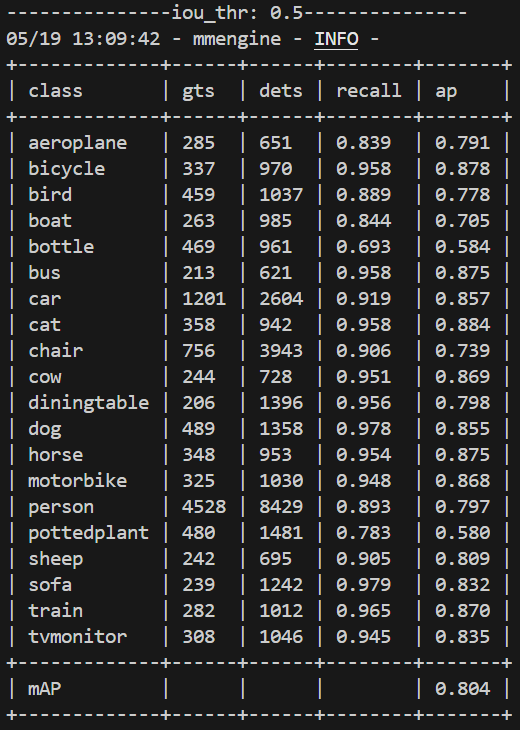 ---------------iou_thr: 0.5---------------
05/19 13:09:42 - mmengine - INFO -
+-------------+------+------+--------+-------+
| class       | gts  | dets | recall | ap    |
+-------------+------+------+--------+-------+
| aeroplane   | 285  | 651  | 0.839  | 0.791 |
| bicycle     | 337  | 970  | 0.958  | 0.878 |
| bird        | 459  | 1037 | 0.889  | 0.778 |
| boat        | 263  | 985  | 0.844  | 0.705 |
| bottle      | 469  | 961  | 0.693  | 0.584 |
| bus         | 213  | 621  | 0.958  | 0.875 |
| car         | 1201 | 2604 | 0.919  | 0.857 |
| cat         | 358  | 942  | 0.958  | 0.884 |
| chair       | 756  | 3943 | 0.906  | 0.739 |
| cow         | 244  | 728  | 0.951  | 0.869 |
| diningtable | 206  | 1396 | 0.956  | 0.798 |
| dog         | 489  | 1358 | 0.978  | 0.855 |
| horse       | 348  | 953  | 0.954  | 0.875 |
| motorbike   | 325  | 1030 | 0.948  | 0.868 |
| person      | 4528 | 8429 | 0.893  | 0.797 |
| pottedplant | 480  | 1481 | 0.783  | 0.580 |
| sheep       | 242  | 695  | 0.905  | 0.809 |
| sofa        | 239  | 1242 | 0.979  | 0.832 |
| train       | 282  | 1012 | 0.965  | 0.870 |
| tvmonitor   | 308  | 1046 | 0.945  | 0.835 |
+-------------+------+------+--------+-------+
| mAP         |      |      |        | 0.804 |
+-------------+------+------+--------+-------+